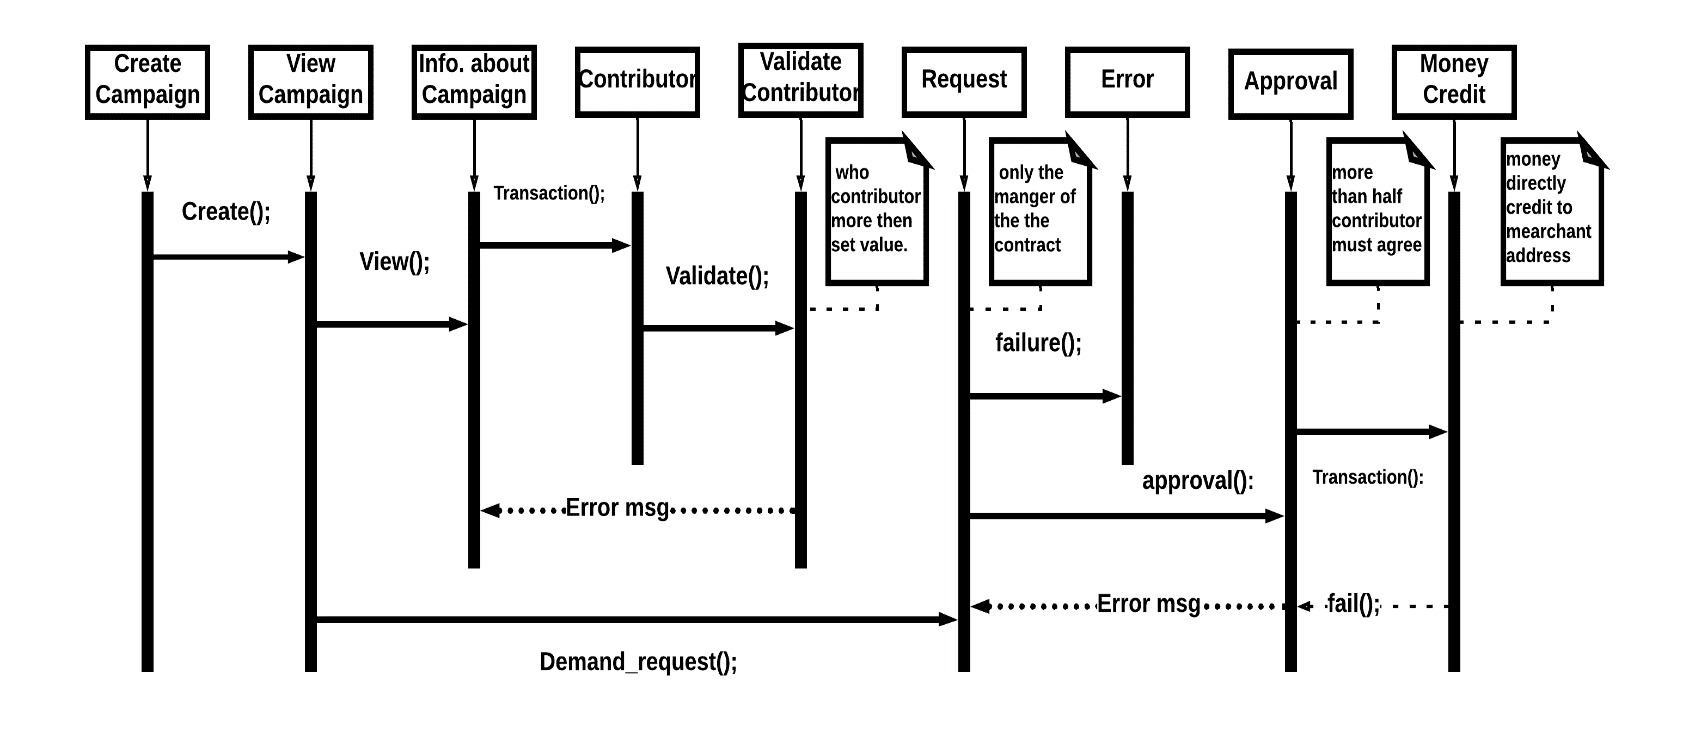 Create
Campaign
View
Campaign
Info. about
Campaign
Contributor
Validate
Contributor
Request
Error
Approval
Money
Credit
who
contributor
more then
set value.
only the
manger of
the the
contract
more
than half
contributor
must agree
money
directly
credit to
mearchant
address
Create();
View();
Transaction();
Validate();
failure();
approval():
Transaction():
Error msg
Error msg
fail();
Demand_request();